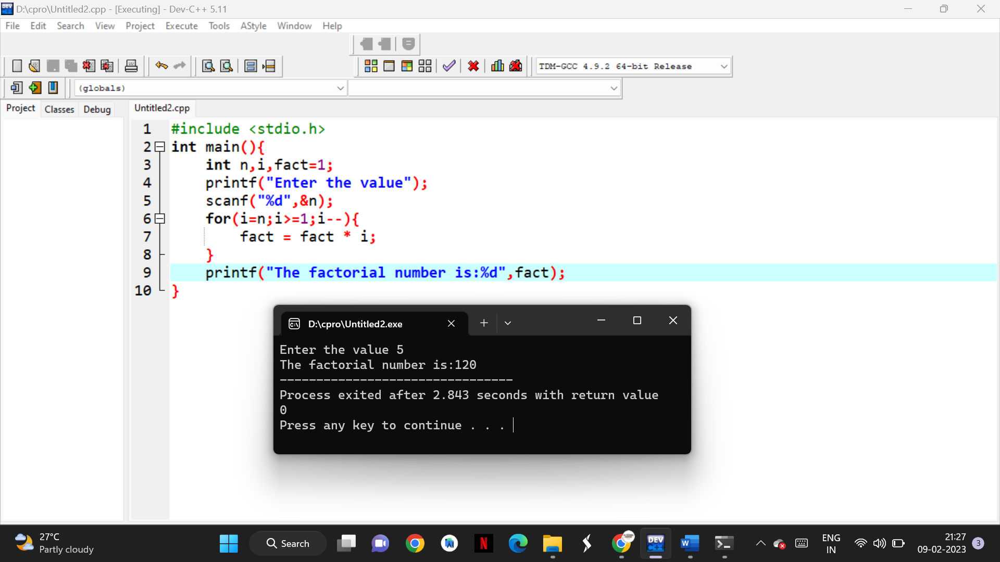 D:\cpro\Untitled2.cpp - [Executing] - Dev-C++ 5.11
File Edit Search View Project Execute Tools AStyle Window Help
TDM-GCC 4.9.2 64-bit Release
(globals)
Project Classes Debug Untitled2.cpp
1 #include <stdio.h>
2 int main(){
3 int n,i,fact=1;
4 printf("Enter the value");
5 scanf("%d",&n);
6 for(i=n;i>=1;i--){
7 fact = fact * i;
8 }
9 printf("The factorial number is:%d",fact);
10 }
D:\cpro\Untitled2.exe
Enter the value 5
The factorial number is:120
--------------------------------
Process exited after 2.843 seconds with return value
0
Press any key to continue . . .
27°C
Partly cloudy
Search
DEV
C++
ENG
IN
21:27
09-02-2023
3